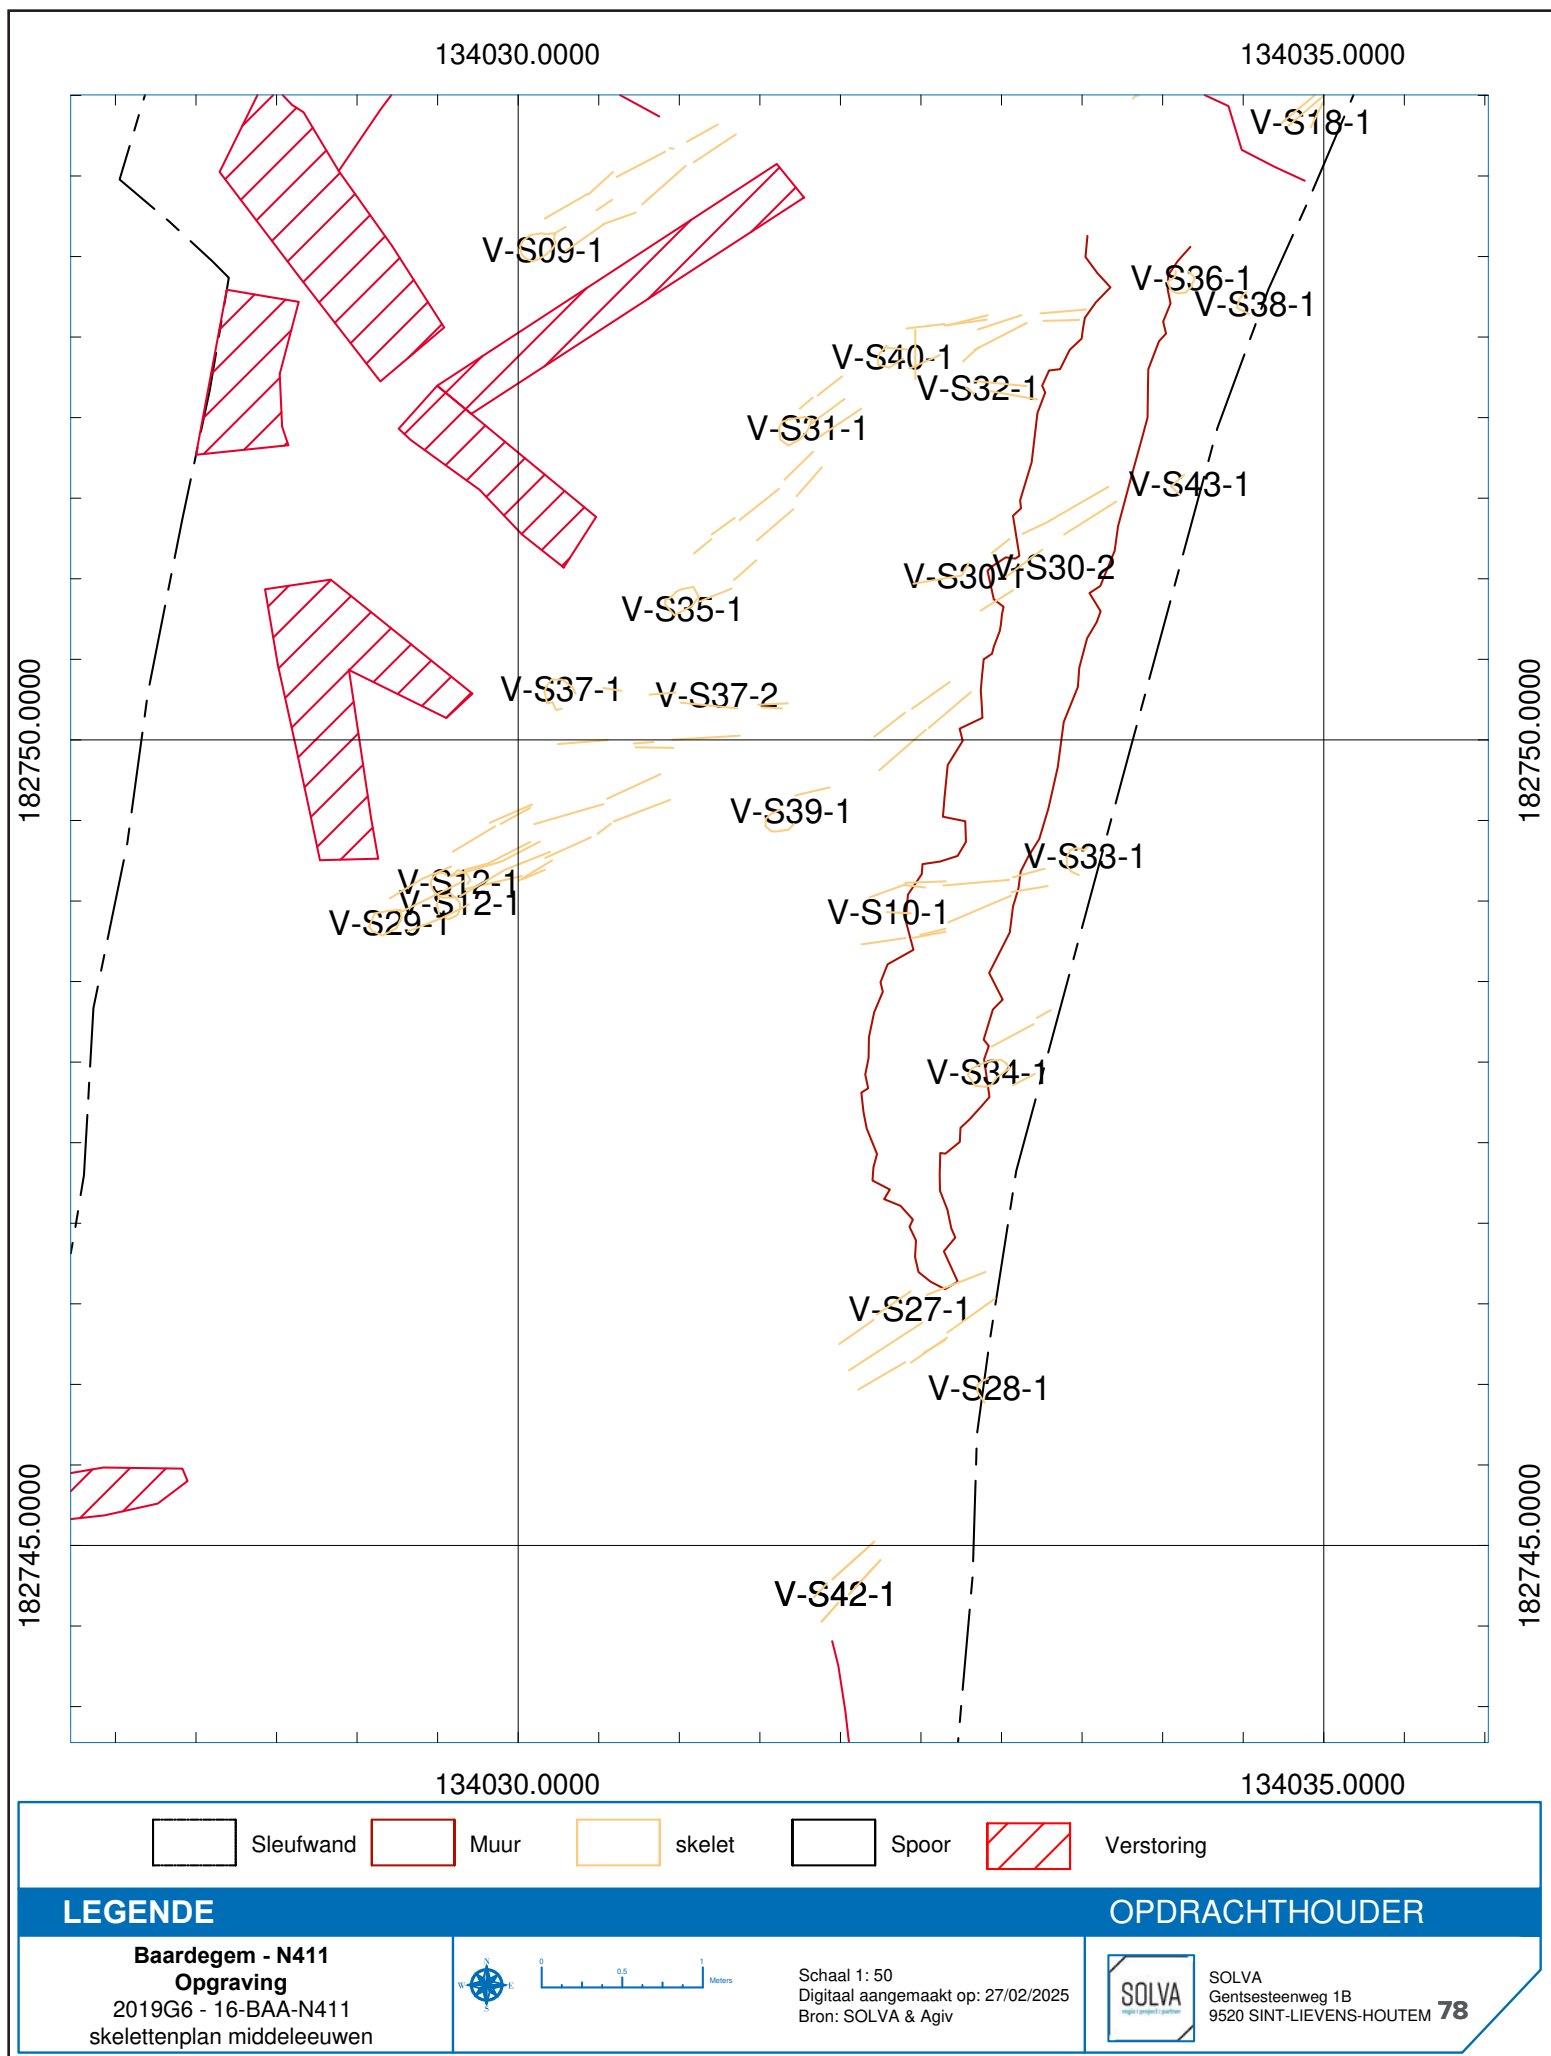 134030.0000
134035.0000
V-S18-1
V-S09-1
V-S36-1
V-S38-1
V-S40-1
V-S32-1
V-S31-1
V-S43-1
V-S30-1
V-S30-2
V-S35-1
V-S37-1
V-S37-2
182750.0000
182750.0000
V-S39-1
V-S33-1
V-S12-1
V-S12-1
V-S29-1
V-S10-1
V-S34-1
V-S27-1
V-S28-1
182745.0000
182745.0000
V-S42-1
134030.0000
134035.0000
Sleufwand
Muur
skelet
Spoor
Verstoring
LEGENDE
OPDRACHTHOUDER
Baardegem - N411
Opgraving
2019G6 - 16-BAA-N411
skelettenplan middeleeuwen
N
W
E
S
0
0.5
1
Meters
Schaal 1: 50
Digitaal aangemaakt op: 27/02/2025
Bron: SOLVA & Agiv
SOLVA
regio | project | partner
SOLVA
Gentsesteenweg 1B
9520 SINT-LIEVENS-HOUTEM
78